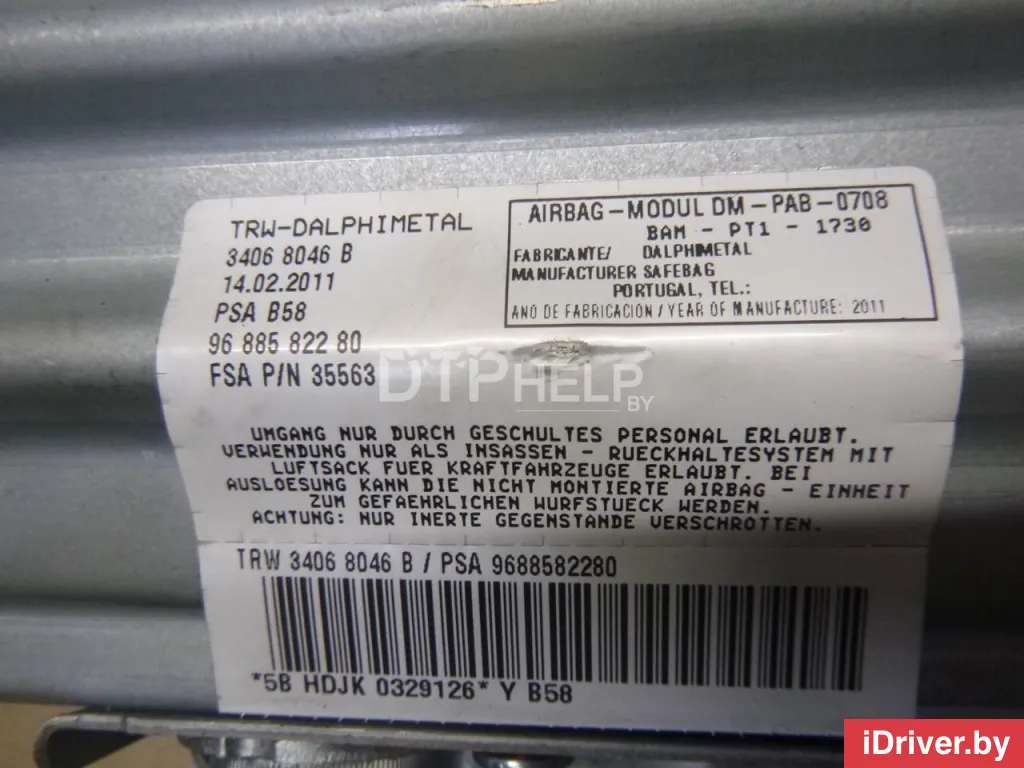 TRW-DALPHIMETAL
3406 8046 B
14.02.2011
PSA B58
96 885 822 80
FSA P/N 35563
AIRBAG-MODUL DM-PAB-0708
BAM - PT1 - 1730
FABRICANTE/ DALPHIMETAL
MANUFACTURER SAFEBAG
PORTUGAL, TEL.:
ANO DE FABRICACION / YEAR OF MANUFACTURE: 2011
DTPHELP
BY
UMGANG NUR DURCH GESCHULTES PERSONAL ERLAUBT.
VERWENDUNG NUR ALS INSASSEN - RUECKHALTESYSTEM MIT
LUFTSACK FUER KRAFTFAHRZEUGE ERLAUBT. BEI
AUSLOESUNG KANN DIE NICHT MONTIERTE AIRBAG - EINHEIT
ZUM GEFAEHRLICHEN WURFSTUECK WERDEN.
ACHTUNG: NUR INERTE GEGENSTANDE VERSCHROTTEN.
TRW 3406 8046 B / PSA 9688582280
*5B HDJK 0329126* Y B58
iDriver.by